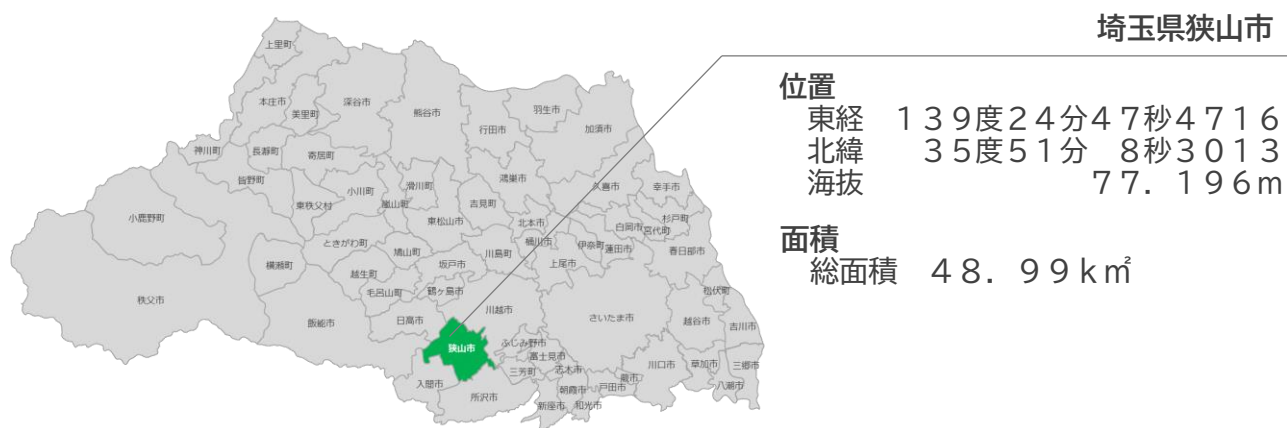 埼玉県狭山市
位置
東経　１３９度２４分４７秒４７１６
北緯　　３５度５１分　８秒３０１３
海抜　　　　　　　　７７．１９６ｍ
面積
総面積　４８．９９ｋ㎡
上里町
本庄市
美里町
深谷市
熊谷市
行田市
羽生市
加須市
神川町
長瀞町
寄居町
皆野町
小川町
滑川町
嵐山町
吉見町
鴻巣市
久喜市
幸手市
小鹿野町
東秩父村
東松山市
北本市
白岡市
宮代町
杉戸町
ときがわ町
鳩山町
川島町
桶川市
伊奈町
蓮田市
春日部市
横瀬町
越生町
坂戸市
上尾市
毛呂山町
鶴ヶ島市
松伏町
秩父市
飯能市
日高市
川越市
さいたま市
越谷市
吉川市
狭山市
ふじみ野市
富士見市
三芳町
志木市
川口市
草加市
三郷市
入間市
所沢市
朝霞市
戸田市
蕨市
八潮市
新座市
和光市